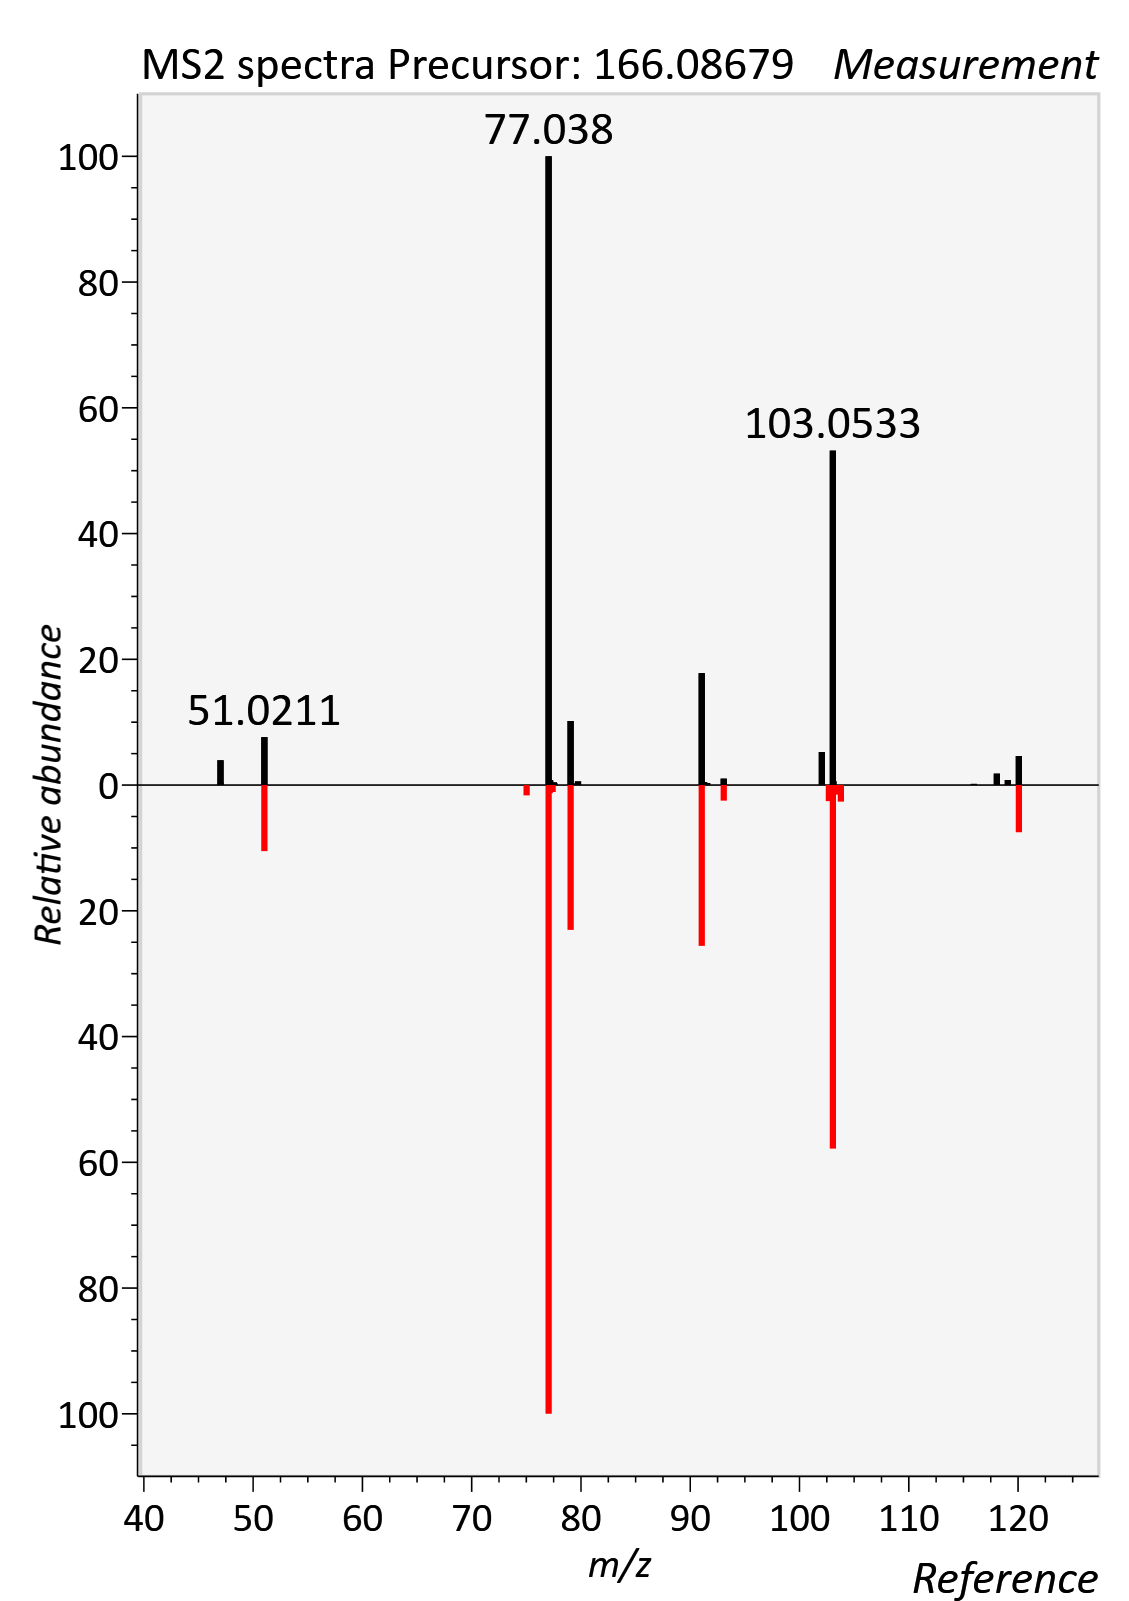 MS2 spectra Precursor: 166.08679 Measurement
77.038
100
80
60
103.0533
40
20
51.0211
0
20
40
60
80
100
Relative abundance
40 50 60 70 80 90 100 110 120
m/z
Reference